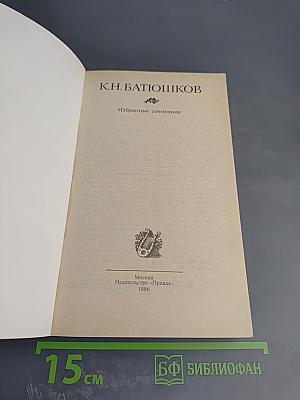 К.Н. БАТЮШКОВ
Избранные сочинения
Москва
Издательство «Правда»
1986
15 см
БФ БИБЛИОФАН